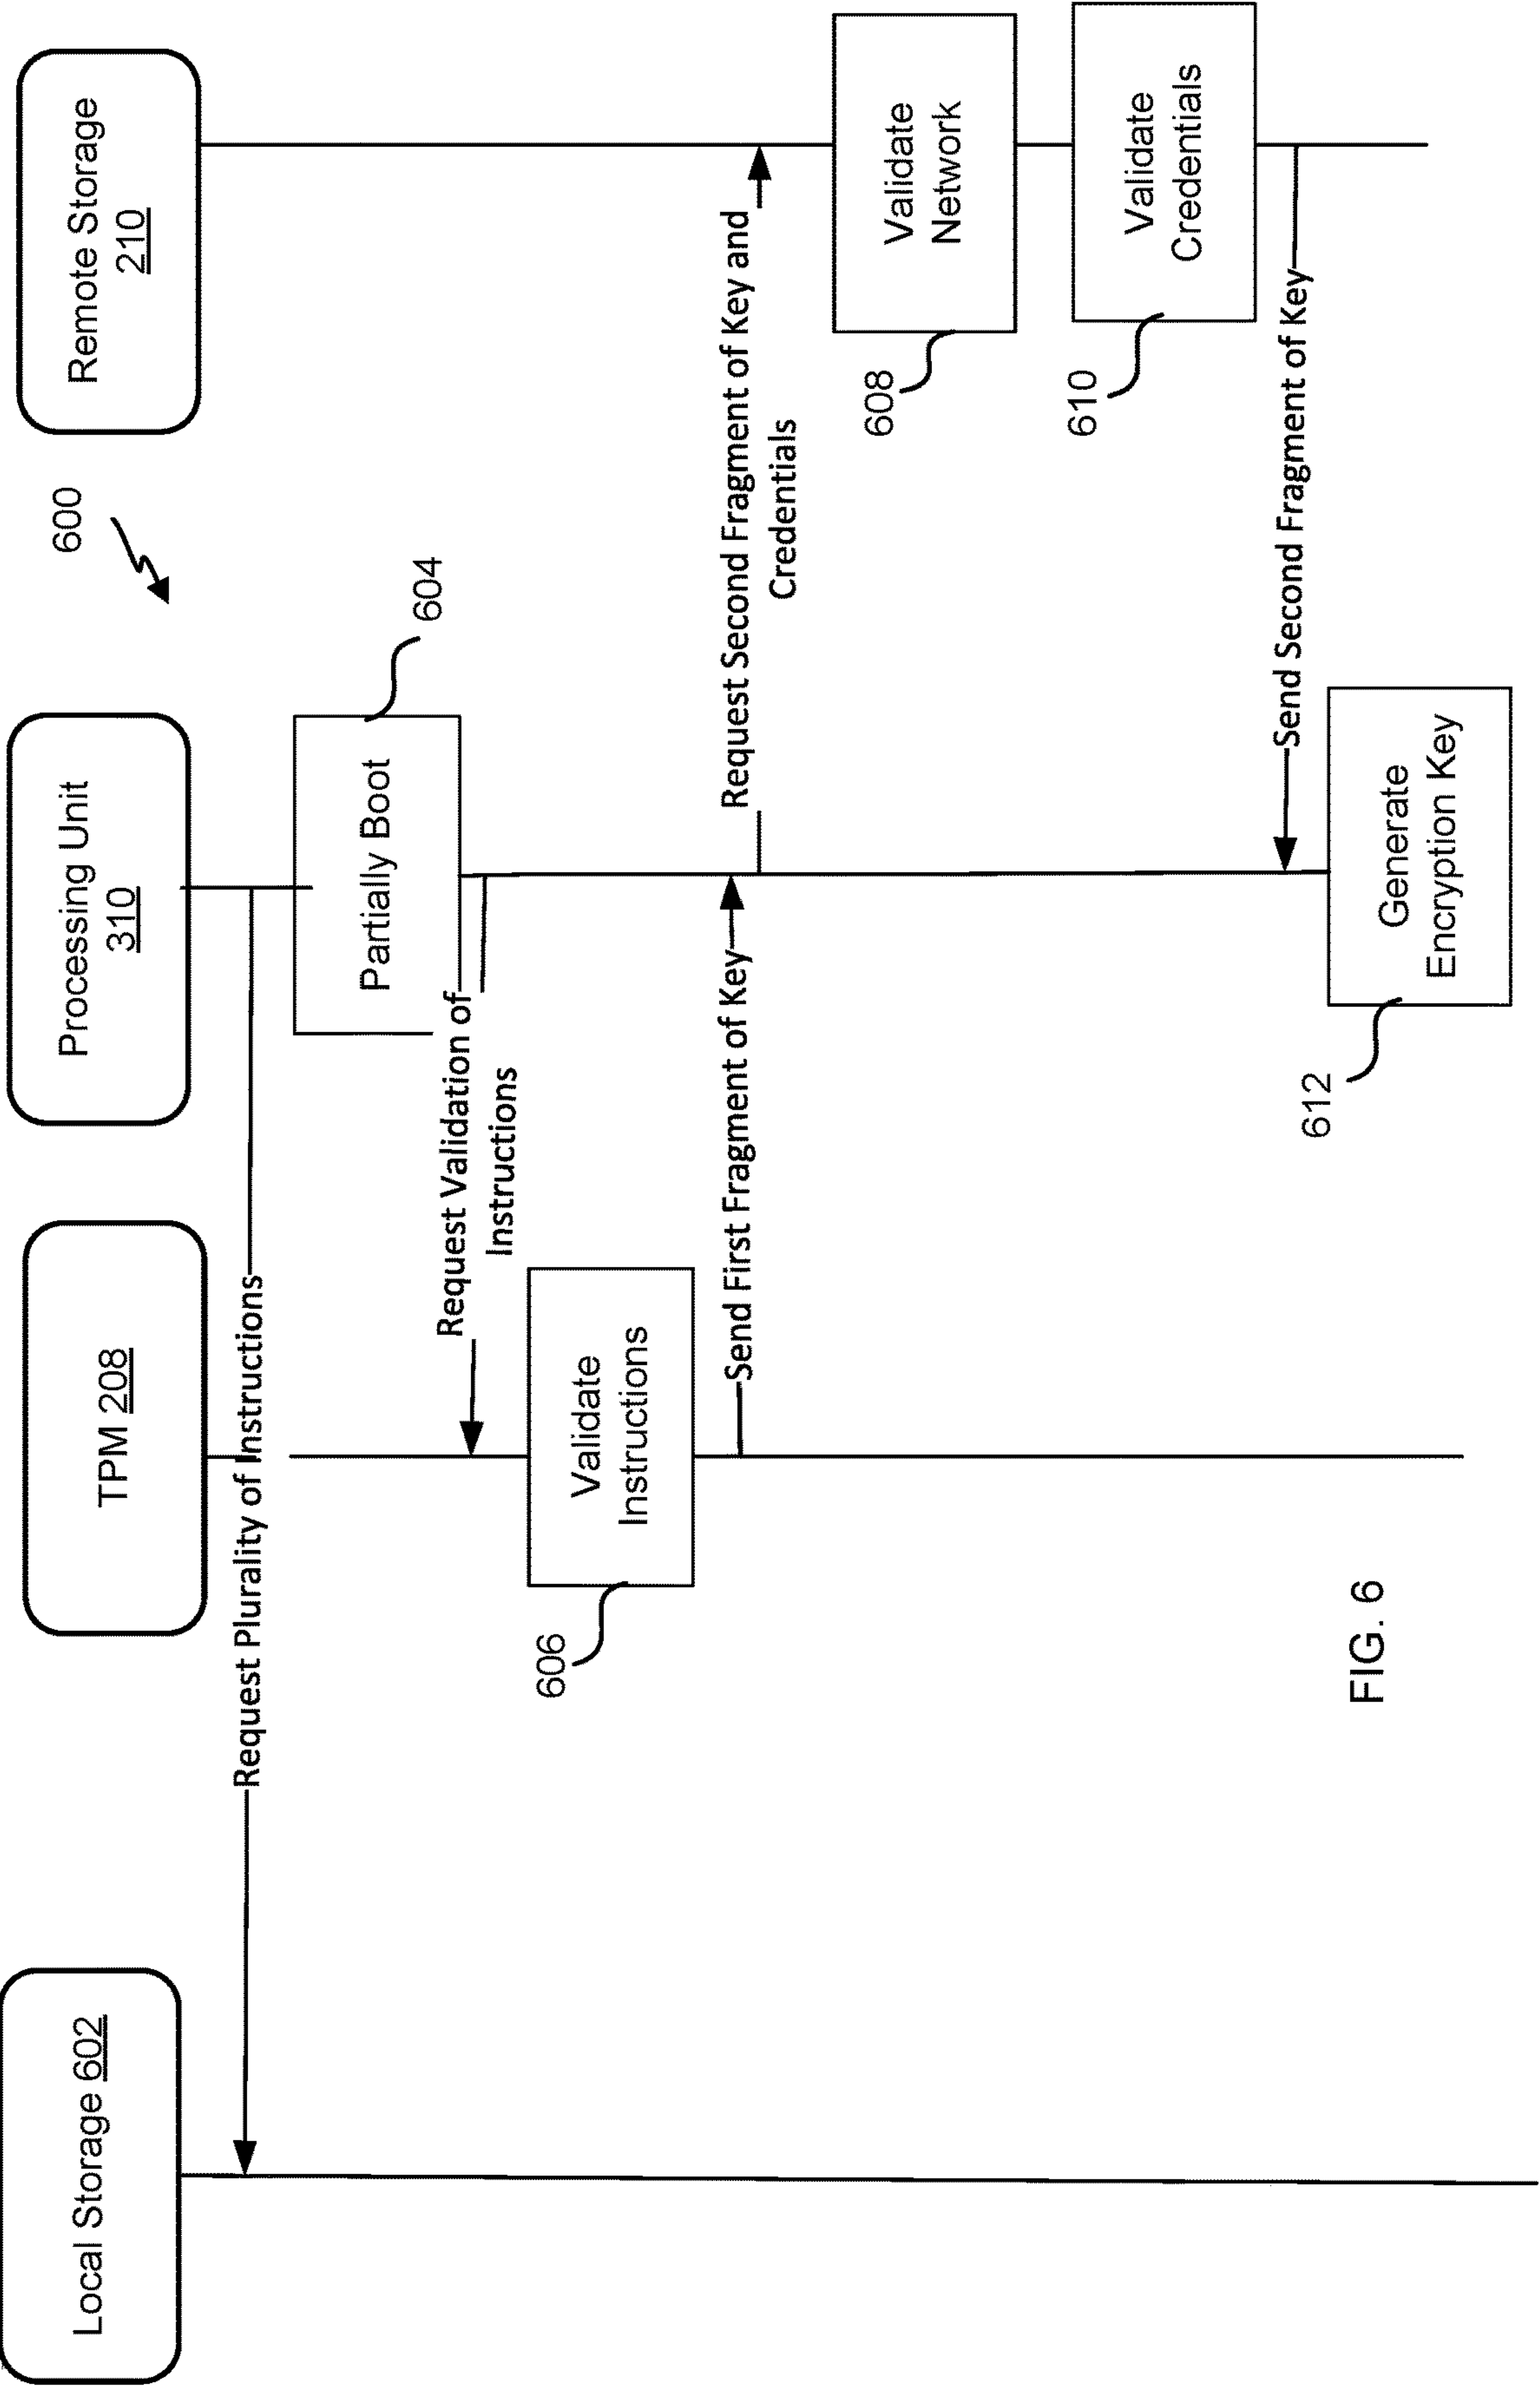 600
Local Storage 602
TPM 208
Processing Unit
310
Remote Storage
210
Request Plurality of Instructions
Partially Boot
604
Request Validation of
Instructions
Validate
Instructions
606
Send First Fragment of Key
Request Second Fragment of Key and
Credentials
Validate
Network
608
Validate
Credentials
610
Send Second Fragment of Key
Generate
Encryption Key
612
FIG. 6